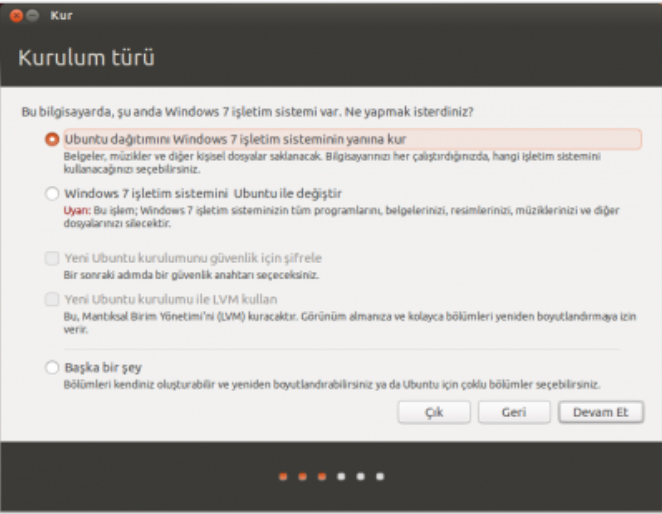 Kur
Kurulum türü
Bu bilgisayarda, şu anda Windows 7 işletim sistemi var. Ne yapmak isterdiniz?
Ubuntu dağıtımını Windows 7 işletim sisteminin yanına kur
Belgeler, müzikler ve diğer kişisel dosyalar saklanacak. Bilgisayarınızı her çalıştırdığınızda, hangi işletim sistemini
kullanacağınızı seçebilirsiniz.
Windows 7 işletim sistemini Ubuntu ile değiştir
Uyarı: Bu işlem; Windows 7 işletim sisteminizin tüm programlarını, belgelerinizi, resimlerinizi, müziklerinizi ve diğer
dosyalarınızı silecektir.
Yeni Ubuntu kurulumunu güvenlik için şifrele
Bir sonraki adımda bir güvenlik anahtarı seçeceksiniz.
Yeni Ubuntu kurulumu ile LVM kullan
Bu, Mantıksal Birim Yönetimi'ni (LVM) kuracaktır. Görünüm almanıza ve kolayca bölümleri yeniden boyutlandırmaya izin
verir.
Başka bir şey
Bölümleri kendiniz oluşturabilir ve yeniden boyutlandırabilirsiniz ya da Ubuntu için çoklu bölümler seçebilirsiniz.
Çık Geri Devam Et